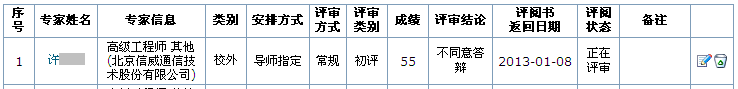 序号 专家姓名 专家信息 类别 安排方式 评审方式 评审类别 成绩 评审结论 评阅书返回日期 评阅状态 备注
1 许 高级工程师 其他(北京信威通信技术股份有限公司) 校外 导师指定 常规 初评 55 不同意答辩 2013-01-08 正在评审